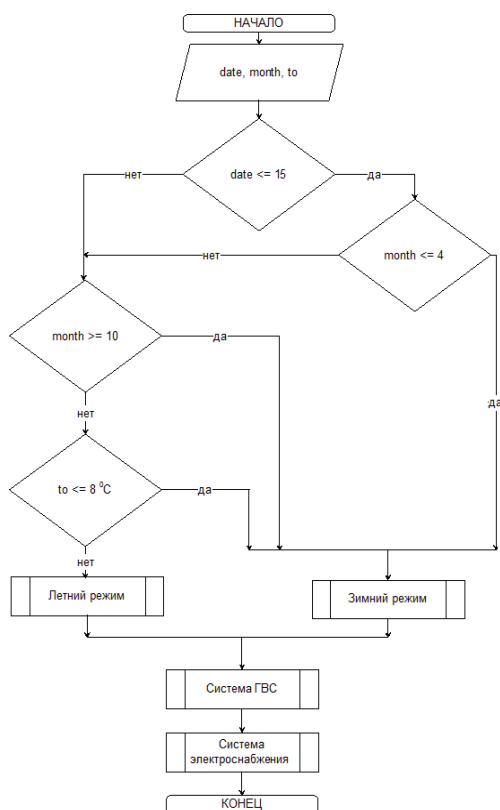 НАЧАЛО
date, month, to
date <= 15
нет
да
month <= 4
нет
month >= 10
да
да
нет
to <= 8 ⁰C
да
нет
Летний режим
Зимний режим
Система ГВС
Система
электроснабжения
КОНЕЦ